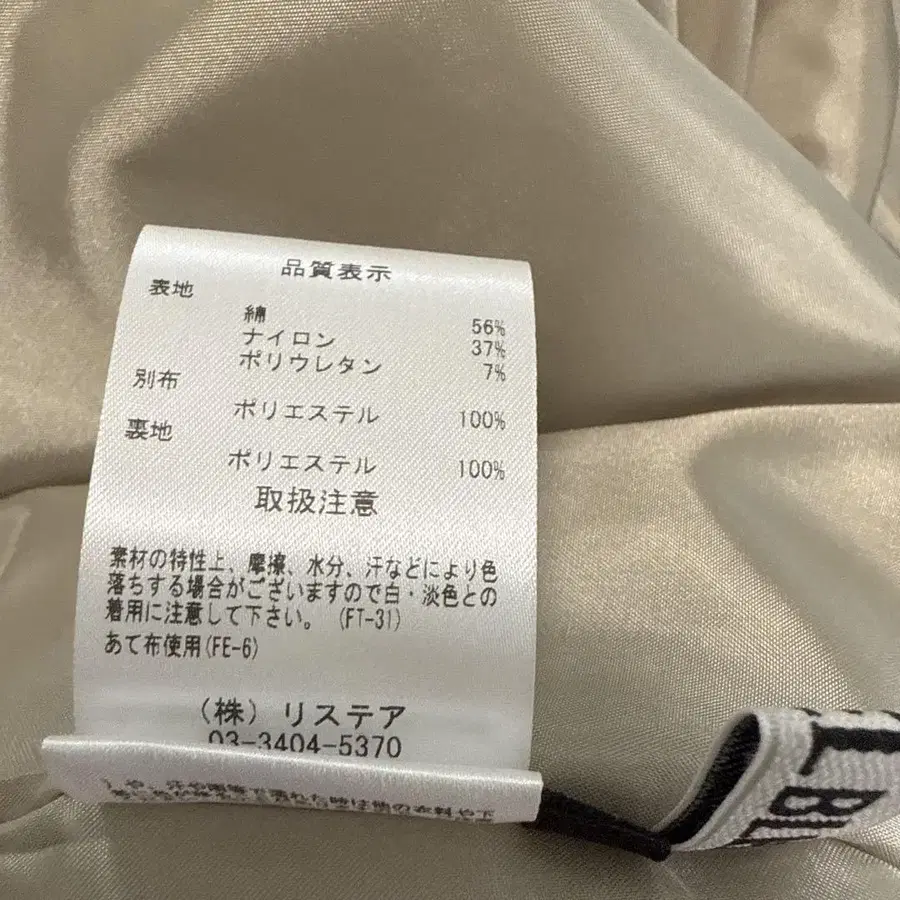 品質表示
表地
綿 56%
ナイロン 37%
ポリウレタン 7%
別布
ポリエステル 100%
裏地
ポリエステル 100%
取扱注意
素材の特性上、摩擦、水分、汗などにより色
落ちする場合がございますので白・淡色との
着用に注意して下さい。(FT-31)
あて布使用(FE-6)
(株) リステア
03-3404-5370